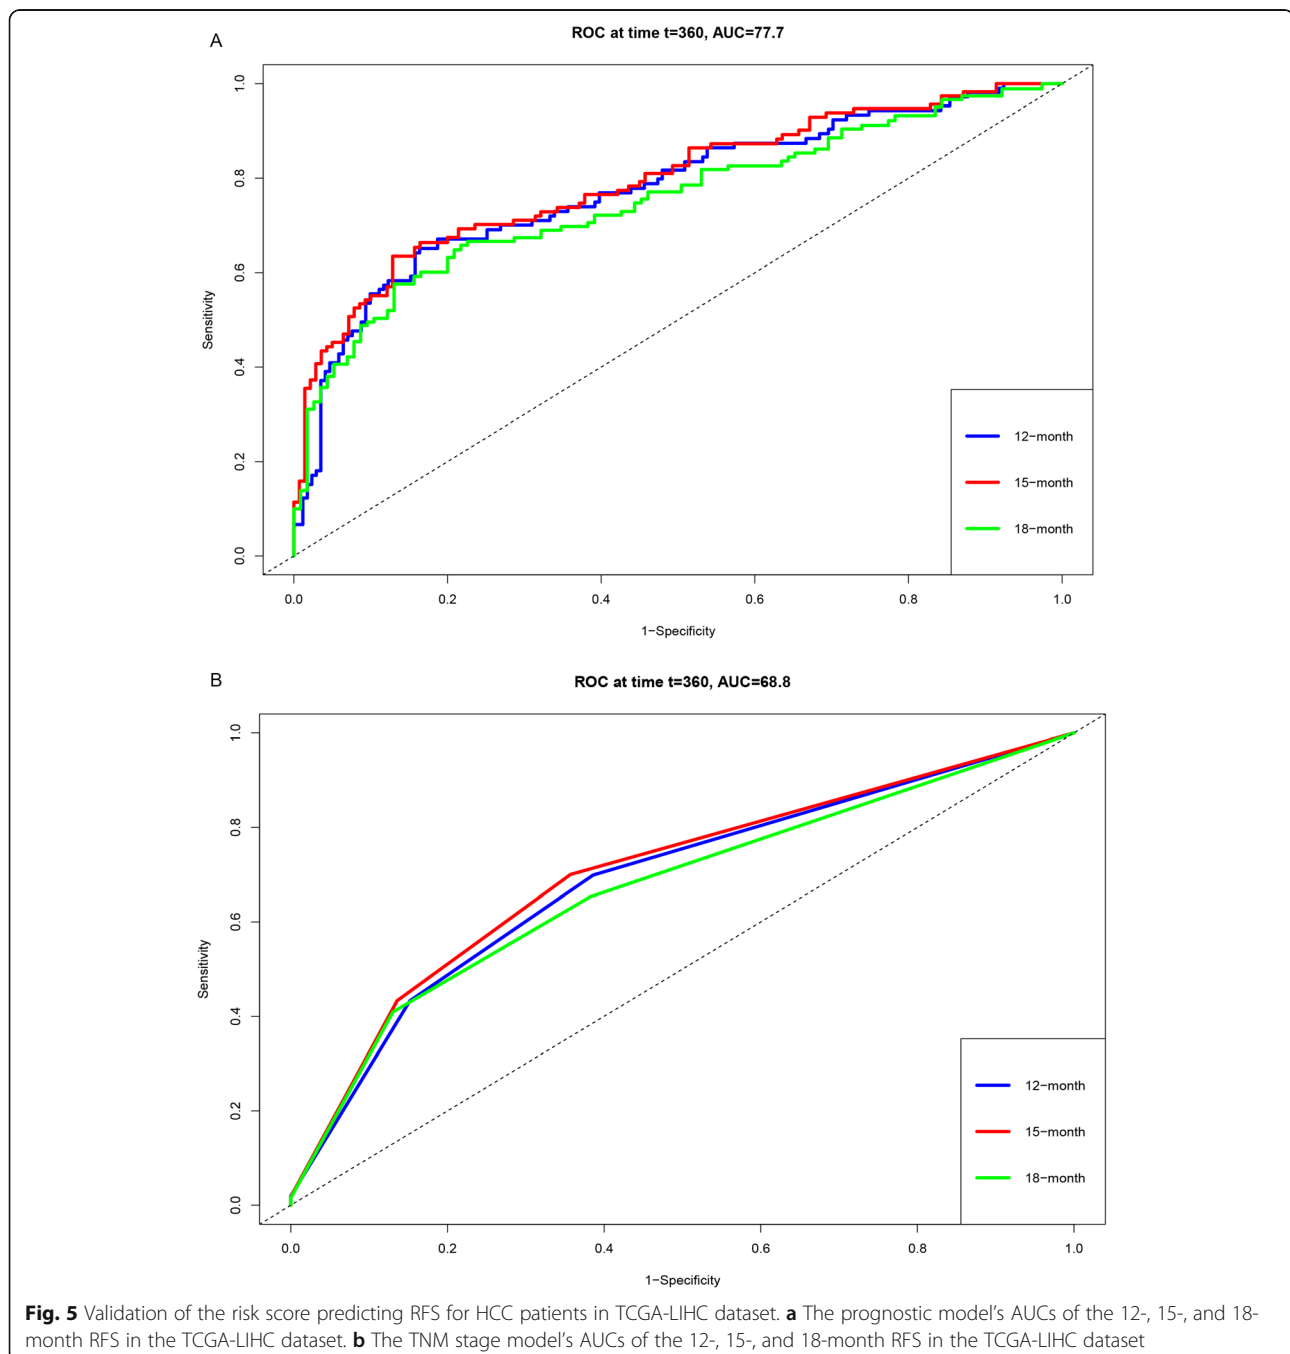 A
ROC at time t=360, AUC=77.7
1.0
0.8
0.6
0.4
0.2
0.0
Sensitivity
12−month
15−month
18−month
0.0 0.2 0.4 0.6 0.8 1.0
1−Specificity
B
ROC at time t=360, AUC=68.8
1.0
0.8
0.6
0.4
0.2
0.0
Sensitivity
12−month
15−month
18−month
0.0 0.2 0.4 0.6 0.8 1.0
1−Specificity
Fig. 5 Validation of the risk score predicting RFS for HCC patients in TCGA-LIHC dataset. a The prognostic model's AUCs of the 12-, 15-, and 18-
month RFS in the TCGA-LIHC dataset. b The TNM stage model's AUCs of the 12-, 15-, and 18-month RFS in the TCGA-LIHC dataset